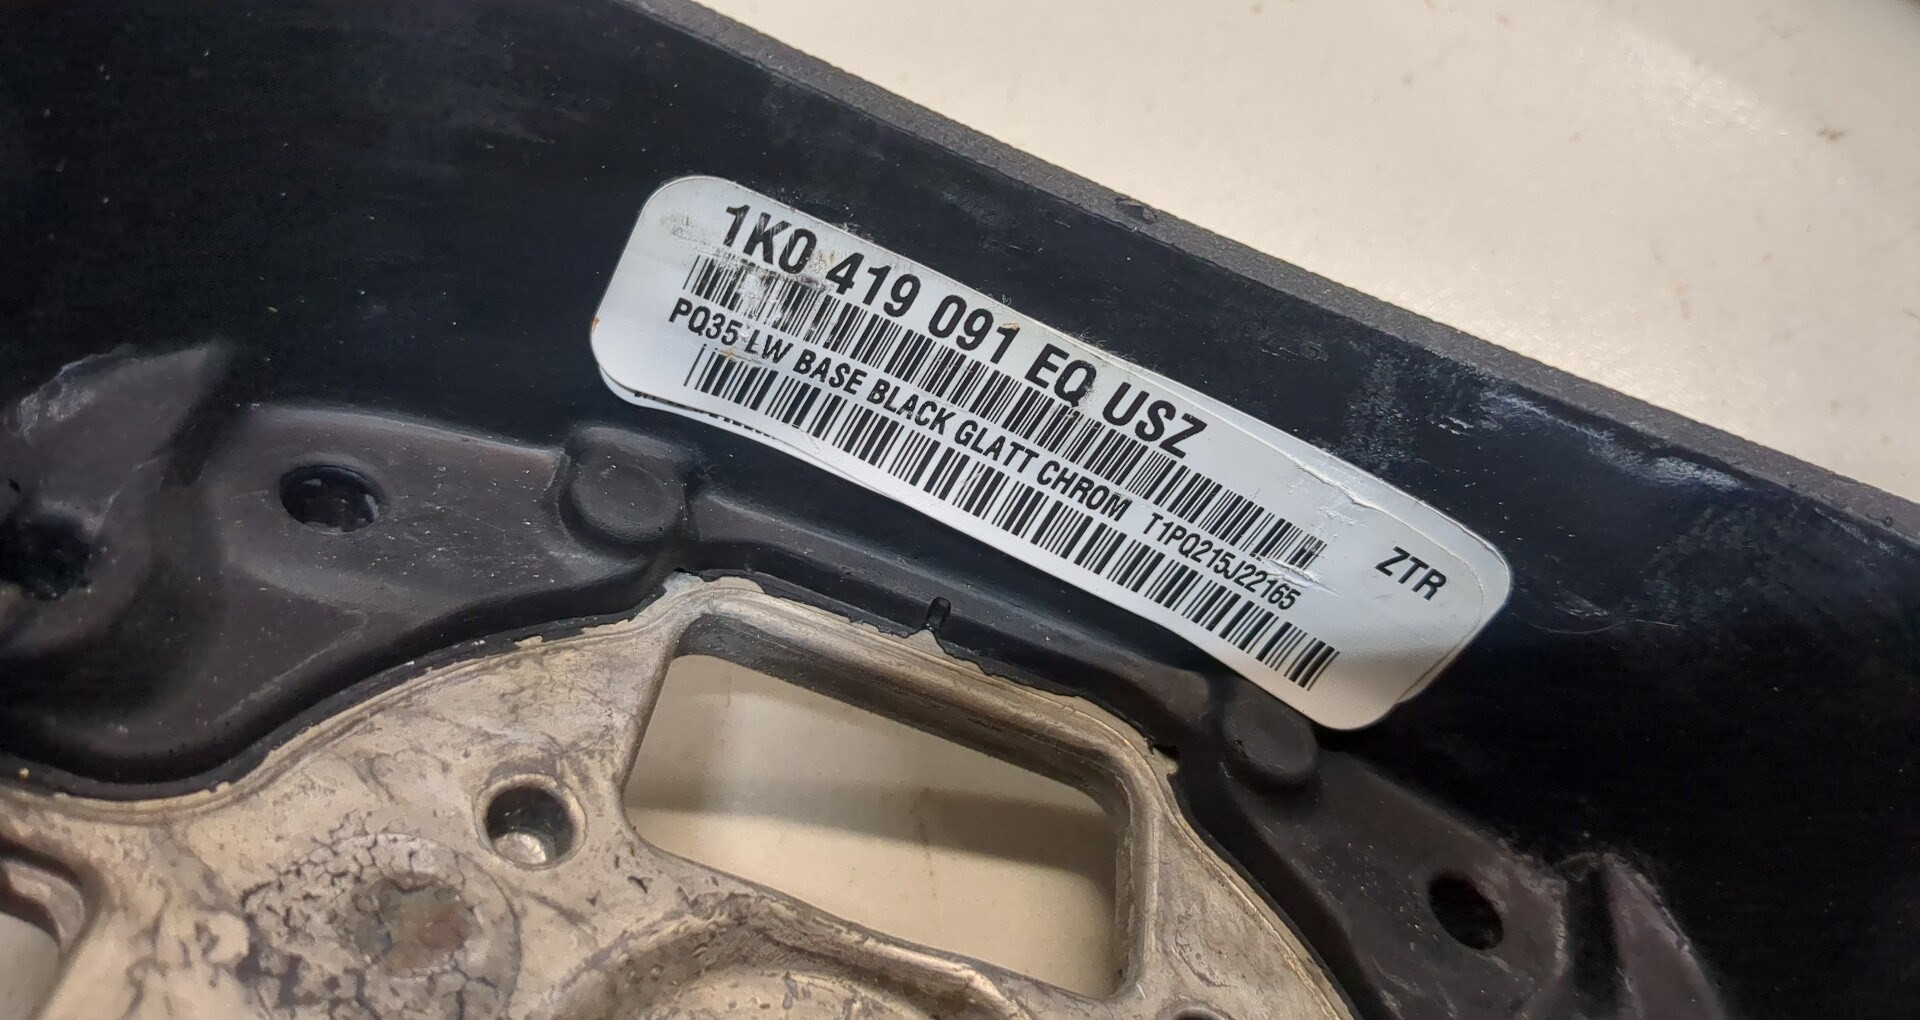 1K0 419 091 EQ USZ
PQ35 LW BASE BLACK GLATT CHROM T1PQ215J22165
ZTR